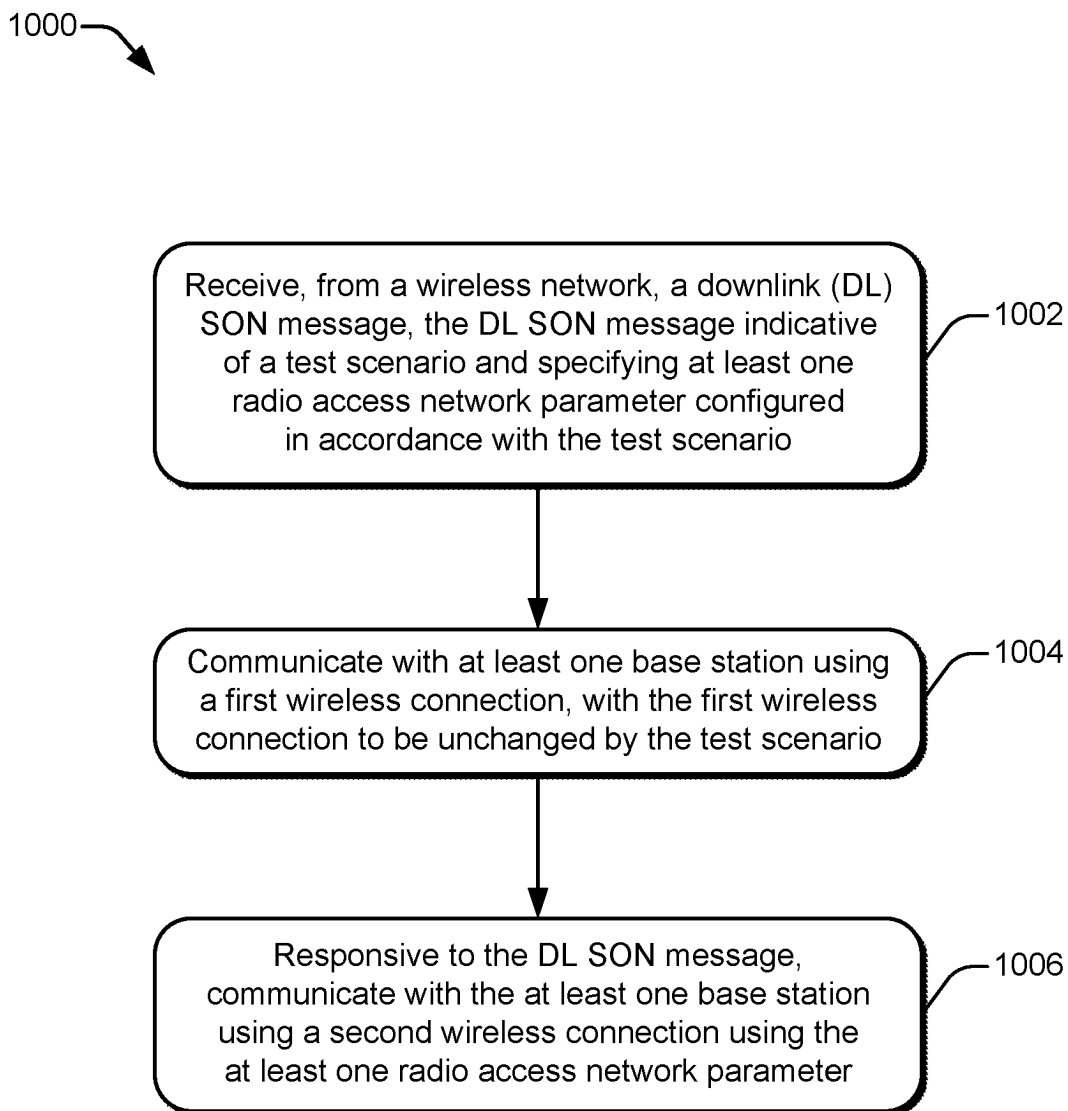 1000
Receive, from a wireless network, a downlink (DL)
SON message, the DL SON message indicative
of a test scenario and specifying at least one
radio access network parameter configured
in accordance with the test scenario
1002
Communicate with at least one base station using
a first wireless connection, with the first wireless
connection to be unchanged by the test scenario
1004
Responsive to the DL SON message,
communicate with the at least one base station
using a second wireless connection using the
at least one radio access network parameter
1006